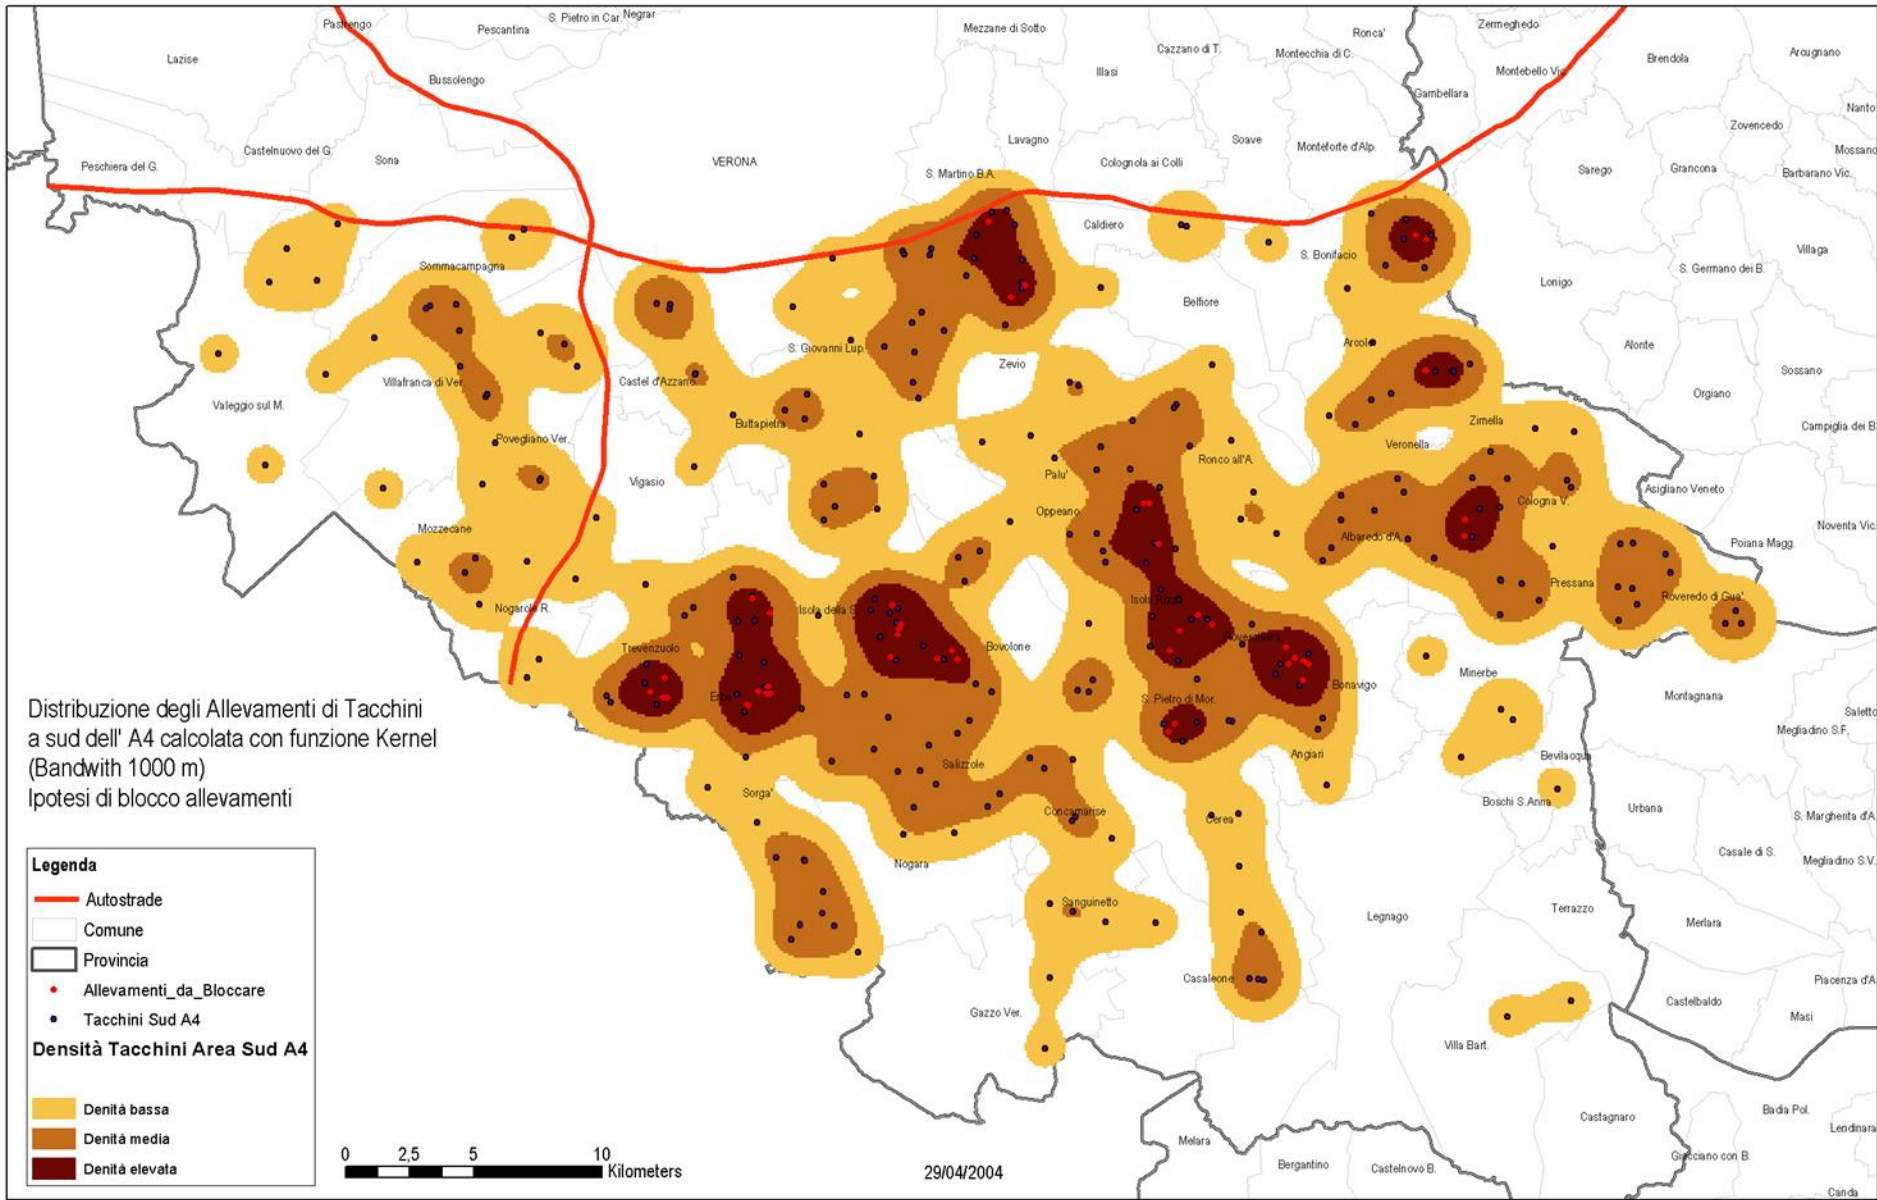 Pastrengo
S. Pietro in Car.
Negrar
Pescantina
Mezzane di Sotto
Ronca'
Zermeghedo
Lazise
Bussolengo
Illasi
Cazzano di T.
Montecchia di C.
Montebello Vic.
Brendola
Arcugnano
Gambellara
Nanto
Castelnuovo del G.
Sona
Peschiera del G.
VERONA
Lavagno
Soave
Colognola ai Colli
Monteforte d'Alp.
Zovencedo
Mossano
S. Martino B.A.
Sarego
Grancona
Barbarano Vic.
Caldiero
Sommacampagna
S. Bonifacio
Lonigo
S. Germano dei B.
Villaga
Belfiore
S. Giovanni Lup.
Zevio
Arcole
Alonte
Sossano
Villafranca di Ver.
Castel d'Azzano
Valeggio sul M.
Orgiano
Buttapietra
Zimella
Campiglia dei B.
Povegliano Ver.
Veronella
Vigasio
Palu'
Ronco all'A.
Asigliano Veneto
Cologna V.
Oppeano
Noventa Vic.
Mozzecane
Albaredo d'A.
Poiana Magg.
Pressana
Roveredo di Gua'
Nogarole R.
Isola della S.
Isola Rizza
Roverchiara
Trevenzuolo
Bovolone
Minerbe
Erbe'
Bonavigo
S. Pietro di Mor.
Montagnana
Saletto
Megliadino S.F.
Angiari
Salizzole
Bevilacqua
Sorga'
Boschi S.Anna
Urbana
S. Margherita d'A.
Concamarise
Cerea
Casale di S.
Megliadino S.V.
Nogara
Sanguinetto
Legnago
Terrazzo
Merlara
Casaleone
Piacenza d'A.
Castelbaldo
Masi
Gazzo Ver.
Villa Bart.
Castagnaro
Badia Pol.
Lendinara
Melara
Bergantino
Castelnovo B.
Giacciano con B.
Canda
Distribuzione degli Allevamenti di Tacchini
a sud dell' A4 calcolata con funzione Kernel
(Bandwith 1000 m)
Ipotesi di blocco allevamenti
Legenda
Autostrade
Comune
Provincia
Allevamenti_da_Bloccare
Tacchini Sud A4
Densità Tacchini Area Sud A4
Denità bassa
Denità media
Denità elevata
0 2,5 5 10
Kilometers
29/04/2004